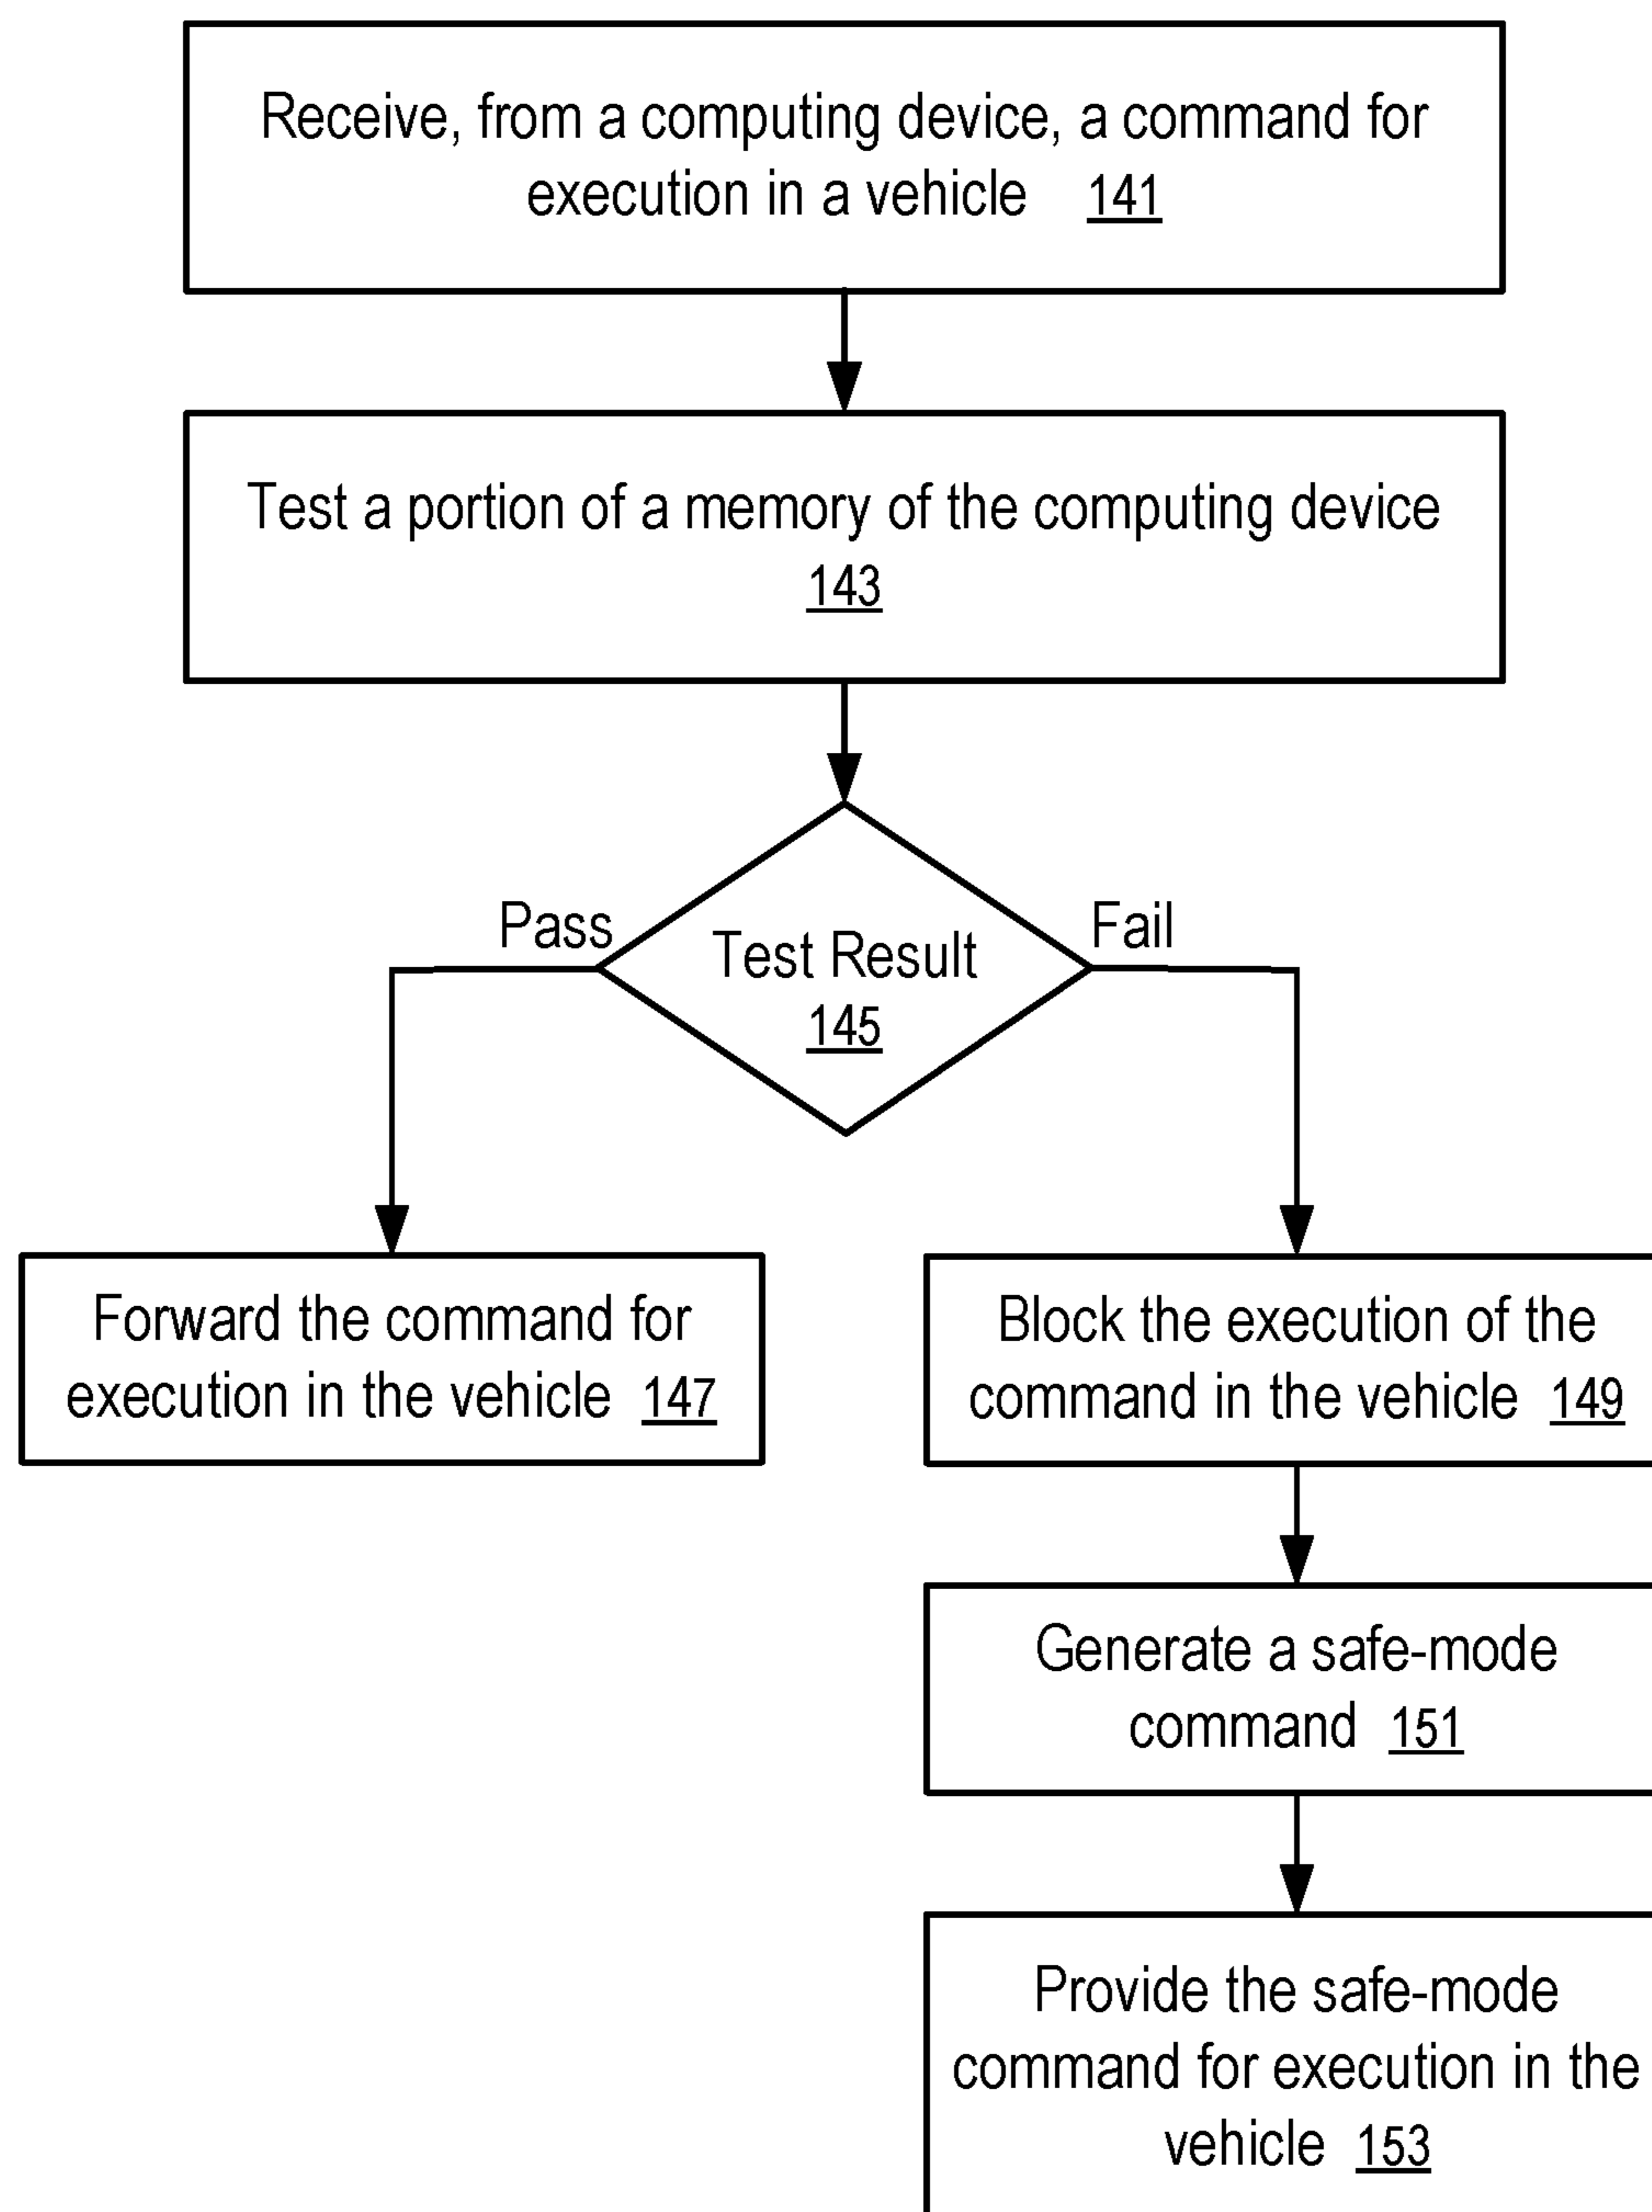 Receive, from a computing device, a command for
execution in a vehicle 141
Test a portion of a memory of the computing device
143
Pass
Fail
Test Result
145
Forward the command for
execution in the vehicle 147
Block the execution of the
command in the vehicle 149
Generate a safe-mode
command 151
Provide the safe-mode
command for execution in the
vehicle 153